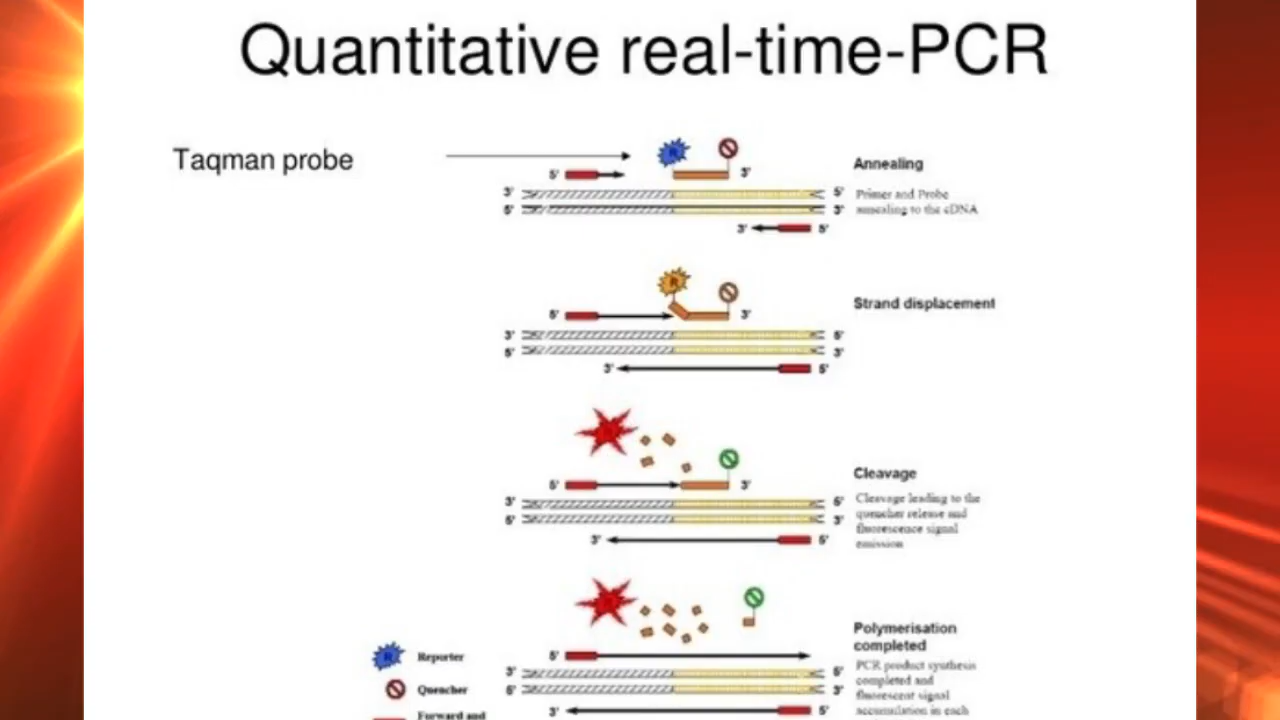 Quantitative real-time-PCR
Taqman probe
R
5'
3'
Annealing
3'
5'
Primer and Probe
5'
3'
annealing to the cDNA
3'
5'
R
5'
3'
Strand displacement
3'
5'
5'
3'
3'
5'
5'
3'
Cleavage
3'
5'
Cleavage leading to the
5'
3'
quencher release and
fluorescence signal
3'
5'
emission
Polymerisation
completed
R
Reporter
5'
PCR product synthesis
3'
5'
completed and
Quencher
5'
3'
fluorescent signal
3'
5'
accumulation in each
Forward and